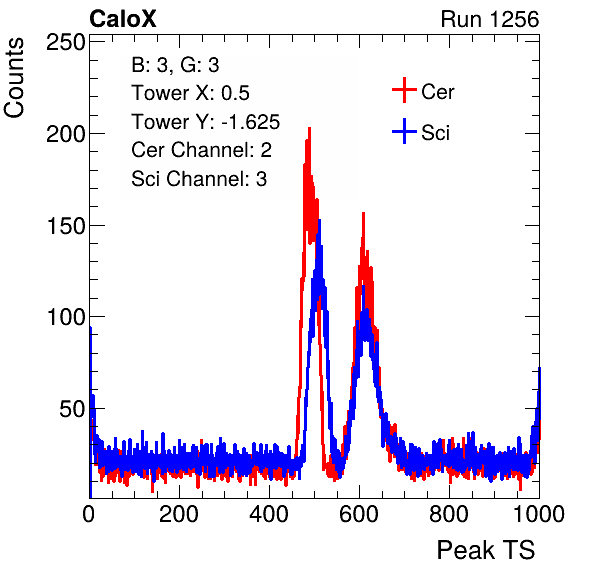 CaloX Run 1256
Counts
250
200
150
100
50
B: 3, G: 3
Tower X: 0.5
Tower Y: -1.625
Cer Channel: 2
Sci Channel: 3
Cer
Sci
0 200 400 600 800 1000
Peak TS